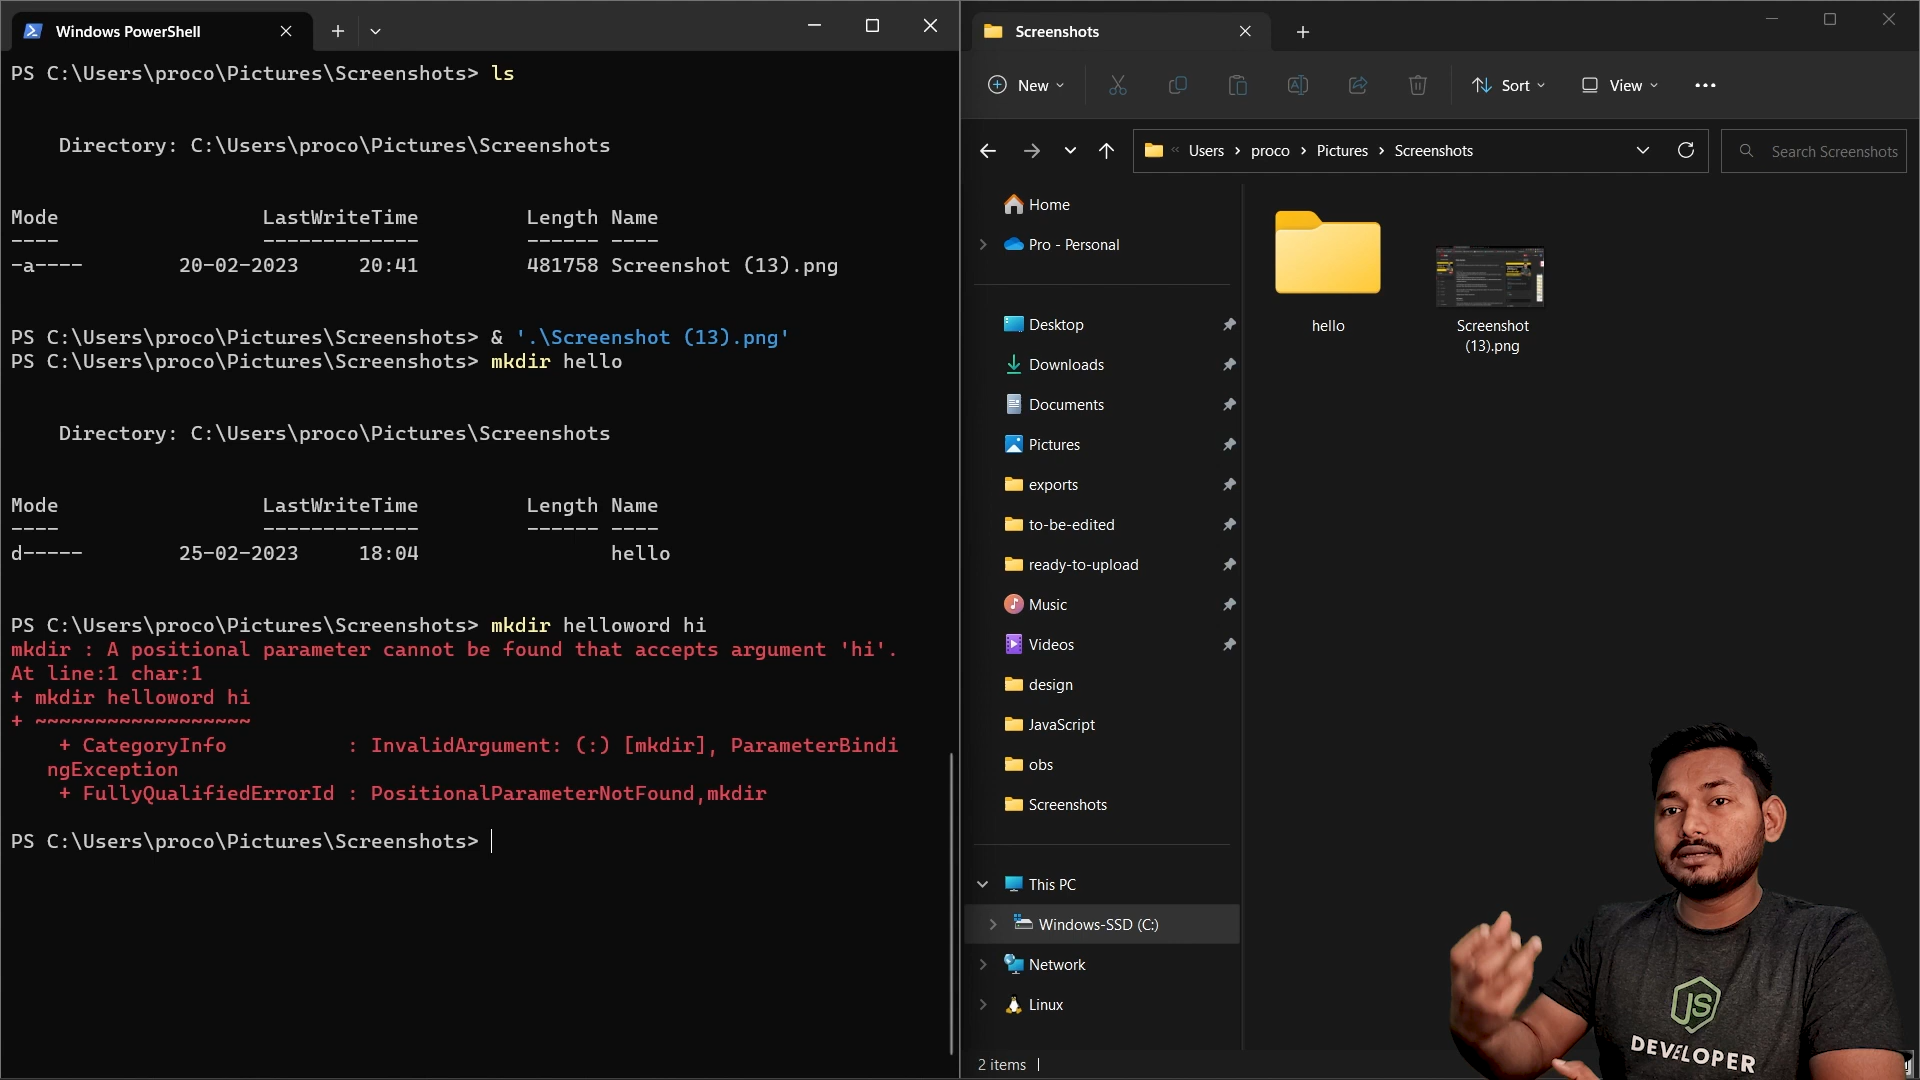 Windows PowerShell
PS C:\Users\proco\Pictures\Screenshots> ls
Directory: C:\Users\proco\Pictures\Screenshots
Mode                 LastWriteTime         Length Name
----                 -------------         ------ ----
-a----        20-02-2023     20:41         481758 Screenshot (13).png
PS C:\Users\proco\Pictures\Screenshots> & '.\Screenshot (13).png'
PS C:\Users\proco\Pictures\Screenshots> mkdir hello
Directory: C:\Users\proco\Pictures\Screenshots
Mode                 LastWriteTime         Length Name
----                 -------------         ------ ----
d-----        25-02-2023     18:04                hello
PS C:\Users\proco\Pictures\Screenshots> mkdir helloword hi
mkdir : A positional parameter cannot be found that accepts argument 'hi'.
At line:1 char:1
+ mkdir helloword hi
+ ~~~~~~~~~~~~~~~~~~
+ CategoryInfo          : InvalidArgument: (:) [mkdir], ParameterBindi
ngException
+ FullyQualifiedErrorId : PositionalParameterNotFound,mkdir
PS C:\Users\proco\Pictures\Screenshots>
Screenshots
New
Sort
View
Users > proco > Pictures > Screenshots
Search Screenshots
Home
Pro - Personal
Desktop
Downloads
Documents
Pictures
exports
to-be-edited
ready-to-upload
Music
Videos
design
JavaScript
obs
Screenshots
This PC
Windows-SSD (C:)
Network
Linux
2 items
hello
Screenshot
(13).png
JS
DEVELOPER